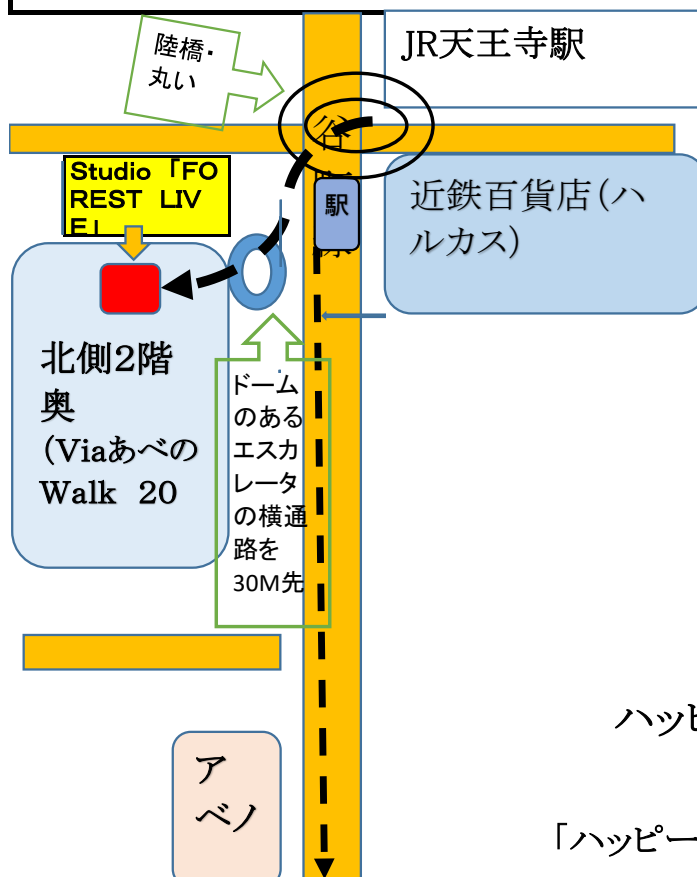 JR天王寺駅
陸橋・
丸い
谷
Studio 「FO
REST LIV
E」
駅
近鉄百貨店(ハ
ルカス)
北側2階
奥
(Viaあべの
Walk 20
ドーム
のある
エスカ
レータ
の横通
路を
30M先
ハッピ
ア
ベノ
「ハッピー